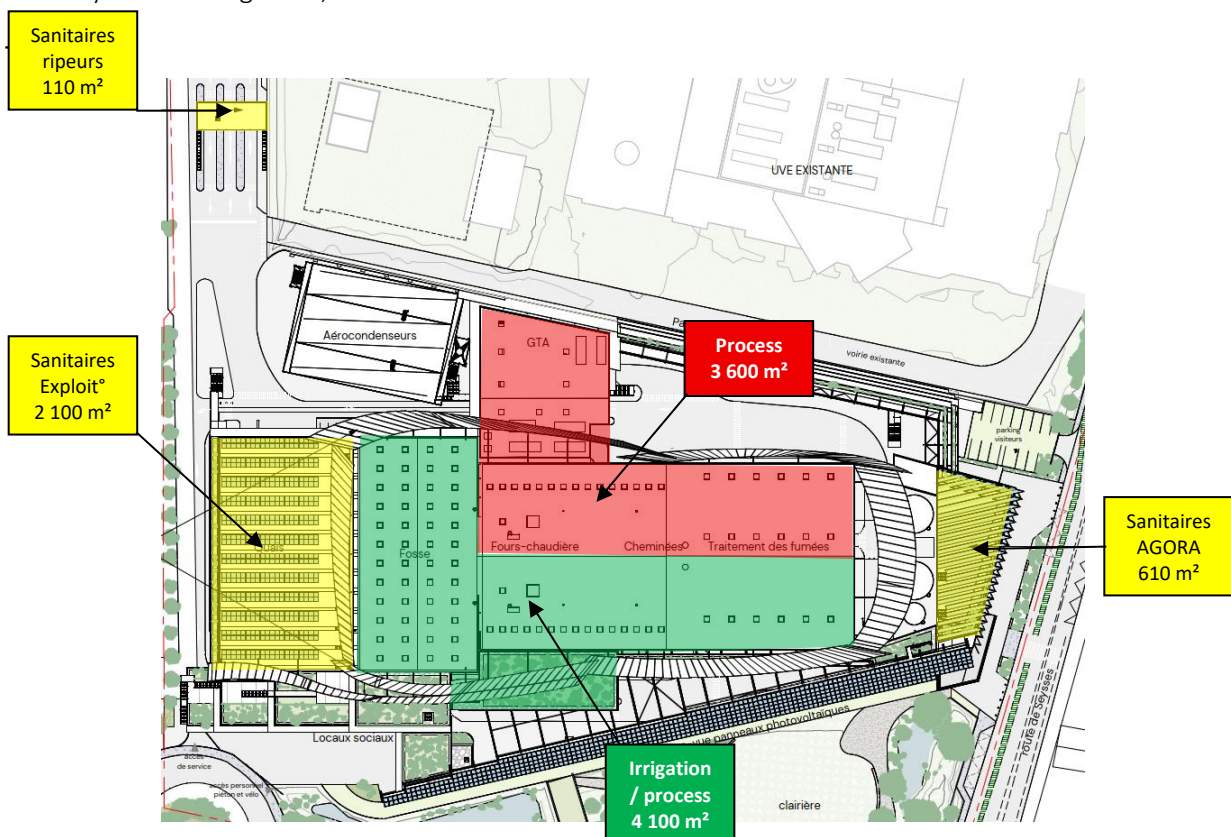 Sanitaires
ripeurs
110 m²
UVE EXISTANTE
Aérocondenseurs
GTA
voirie existante
Process
3 600 m²
Sanitaires
Exploit°
2 100 m²
parking
visiteurs
Fosse
Fours-chaudière
Cheminées
Traitement des fumées
Sanitaires
AGORA
610 m²
route de Seysses
vue panneaux photovoltaïques
Locaux sociaux
accès
de service
accès personnel
piéton et vélo
Irrigation
/ process
4 100 m²
clairière